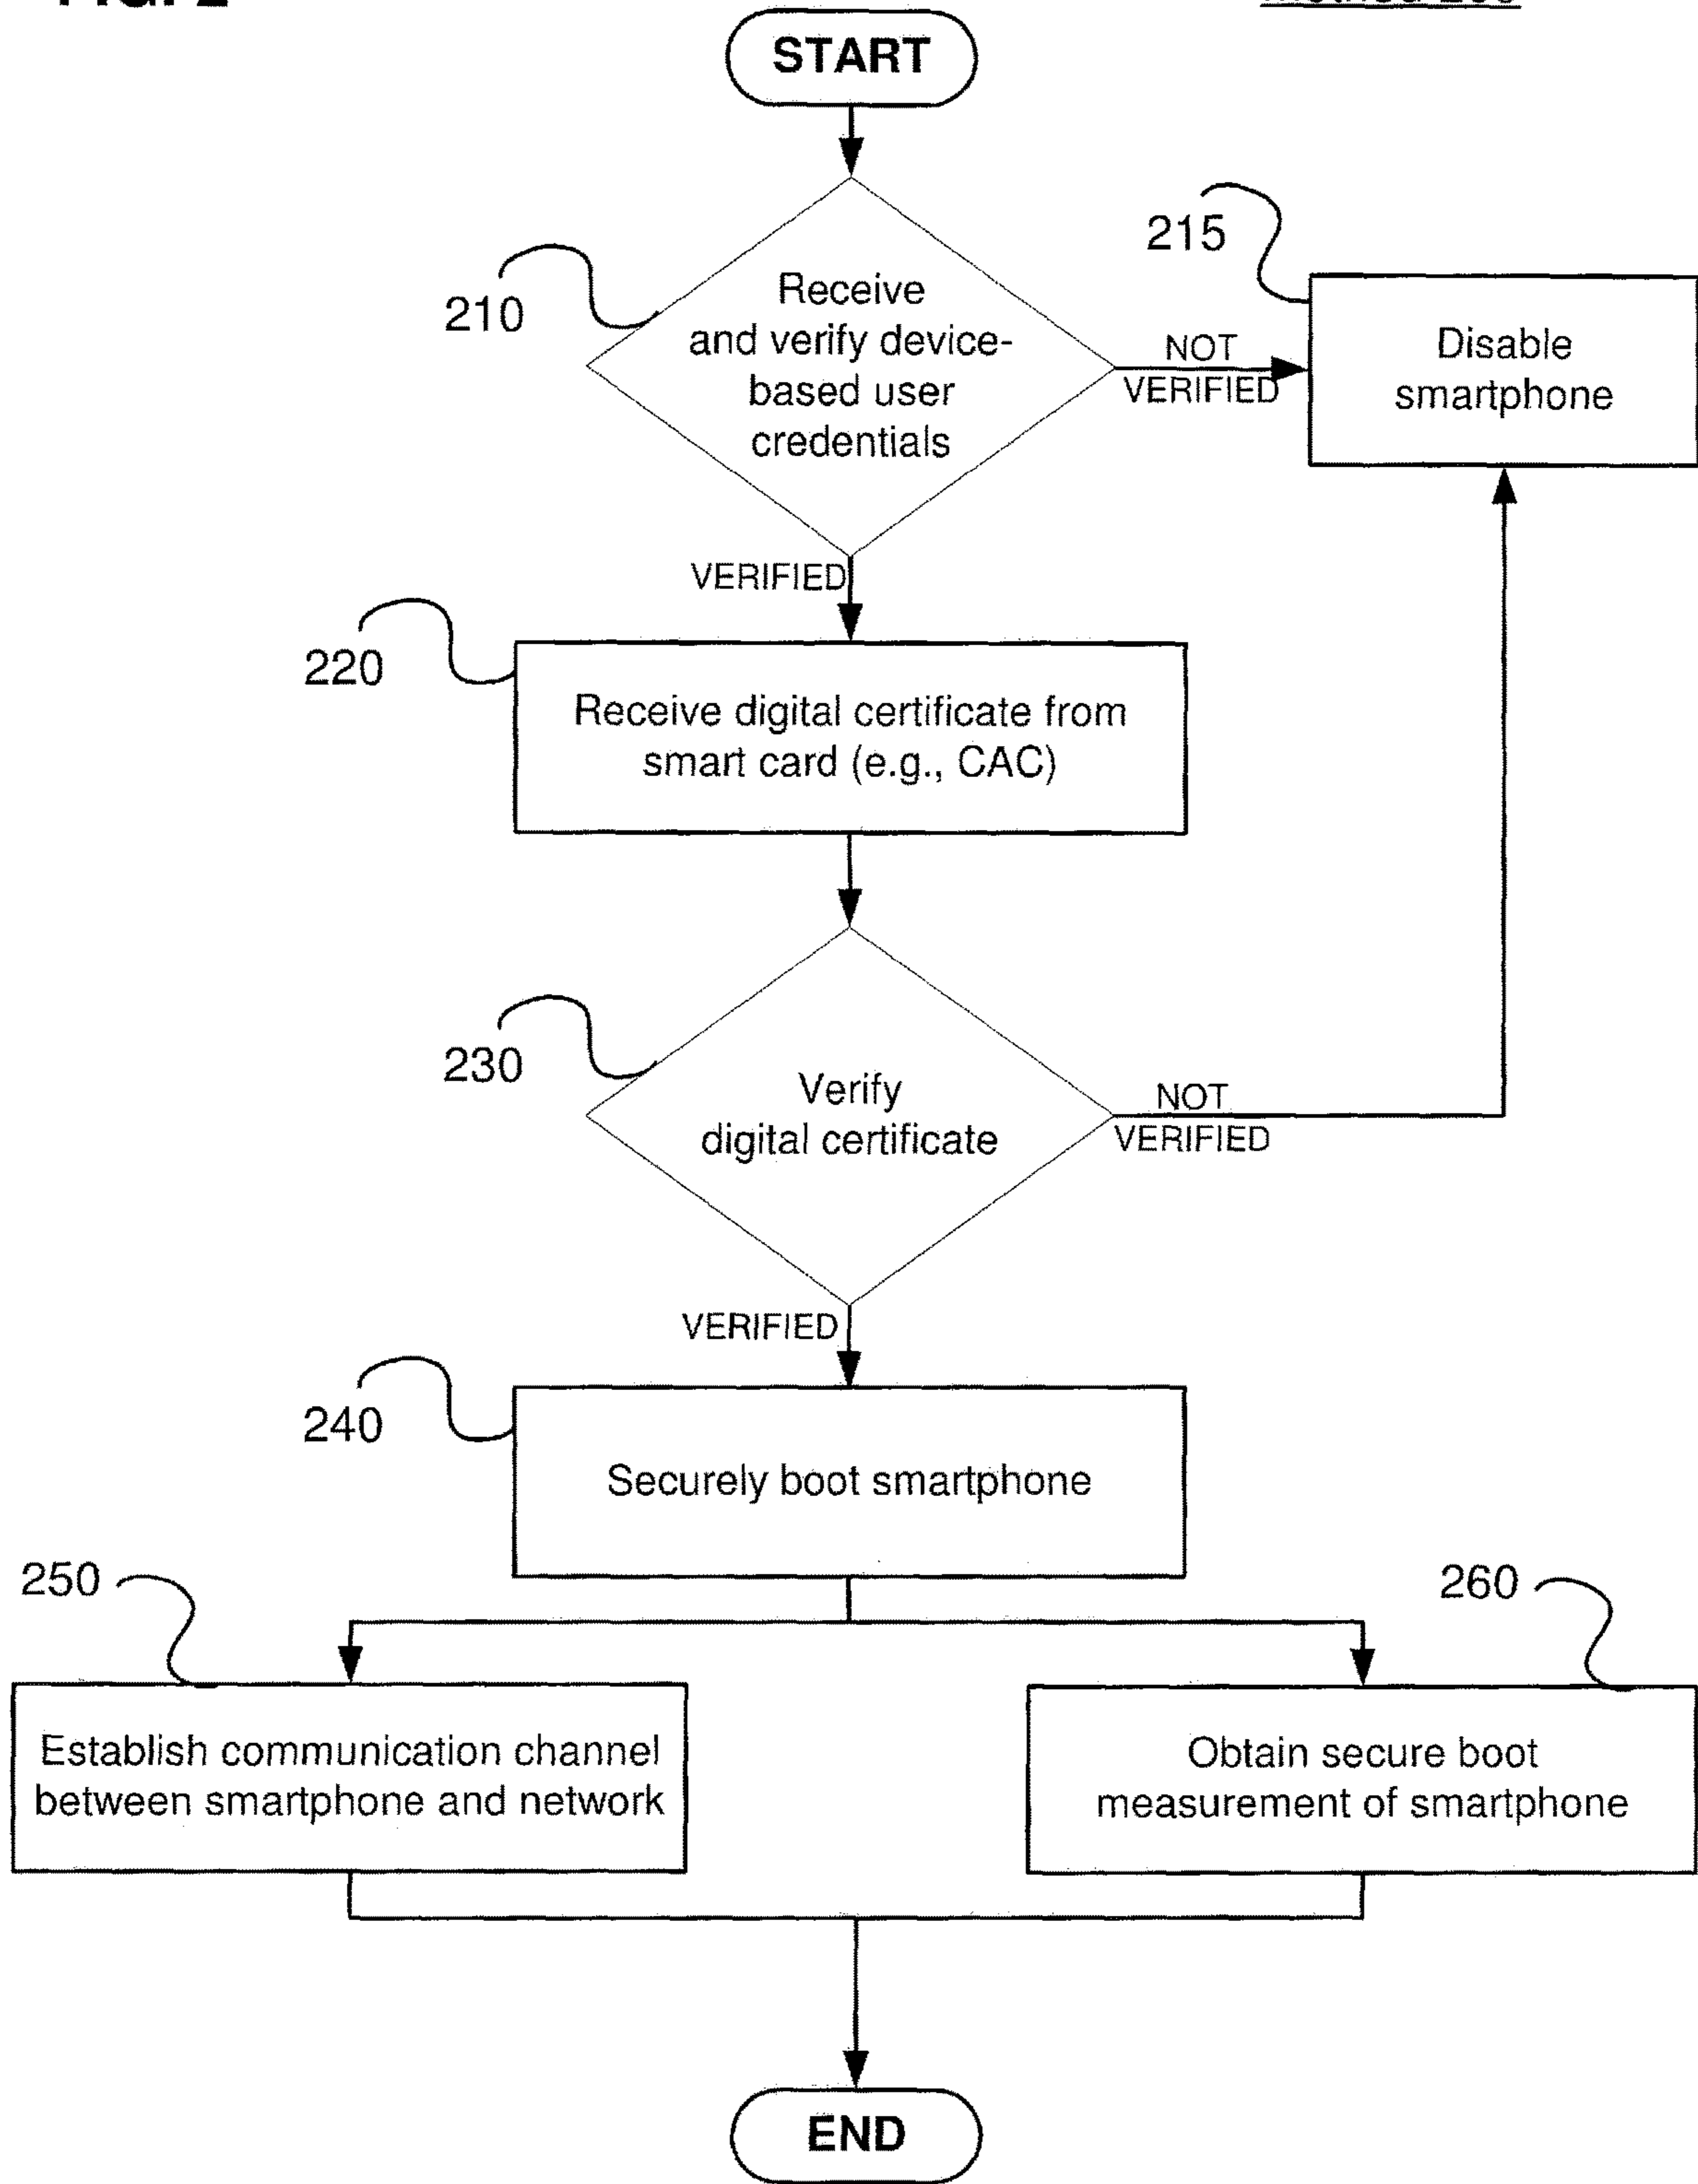 START
215
210
Receive
and verify device-
based user
credentials
NOT
VERIFIED
Disable
smartphone
VERIFIED
220
Receive digital certificate from
smart card (e.g., CAC)
230
Verify
digital certificate
NOT
VERIFIED
VERIFIED
240
Securely boot smartphone
250
260
Establish communication channel
between smartphone and network
Obtain secure boot
measurement of smartphone
END